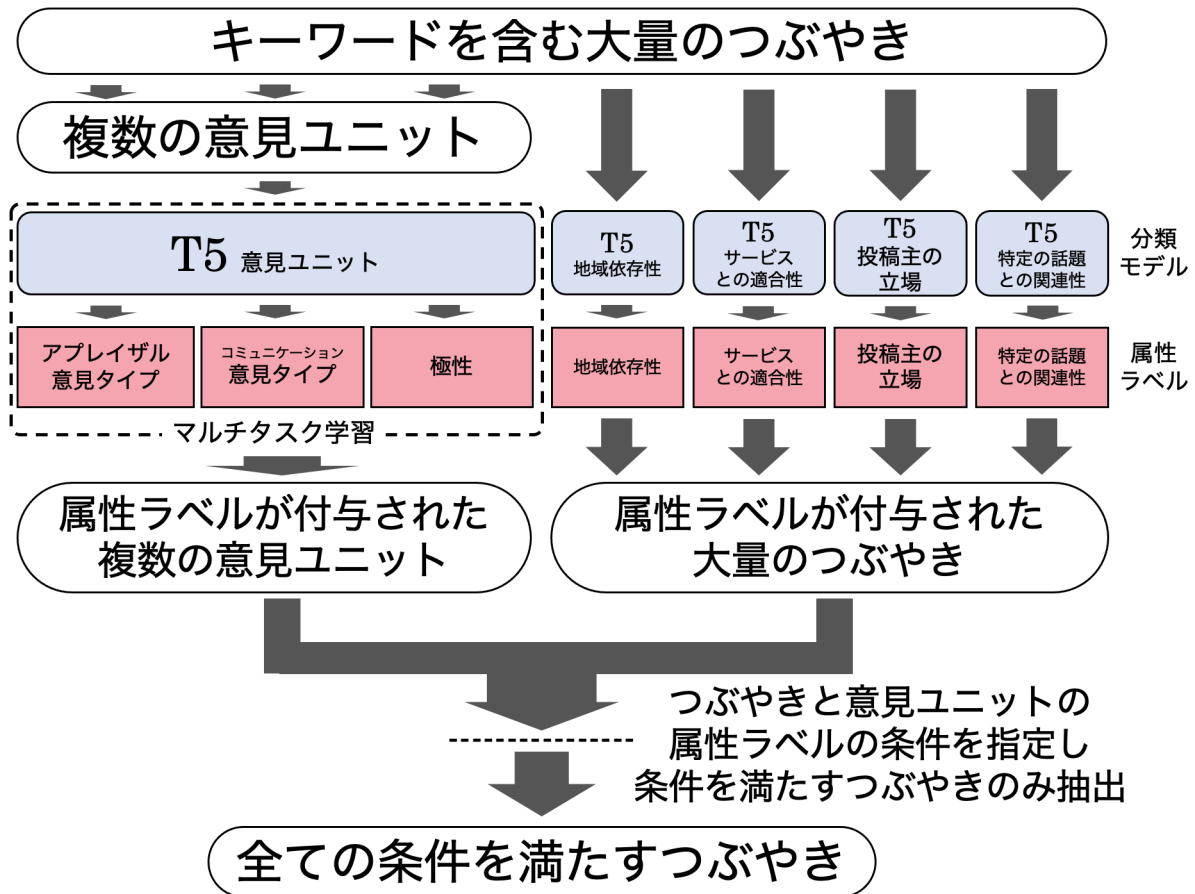 キーワードを含む大量のつぶやき
複数の意見ユニット
T5 意見ユニット
T5
地域依存性
T5
サービス
との適合性
T5
投稿主の
立場
T5
特定の話題
との関連性
分類
モデル
アプレイザル
意見タイプ
コミュニケーション
意見タイプ
極性
地域依存性
サービス
との適合性
投稿主の
立場
特定の話題
との関連性
属性
ラベル
マルチタスク学習
属性ラベルが付与された
複数の意見ユニット
属性ラベルが付与された
大量のつぶやき
つぶやきと意見ユニットの
属性ラベルの条件を指定し
条件を満たすつぶやきのみ抽出
全ての条件を満たすつぶやき